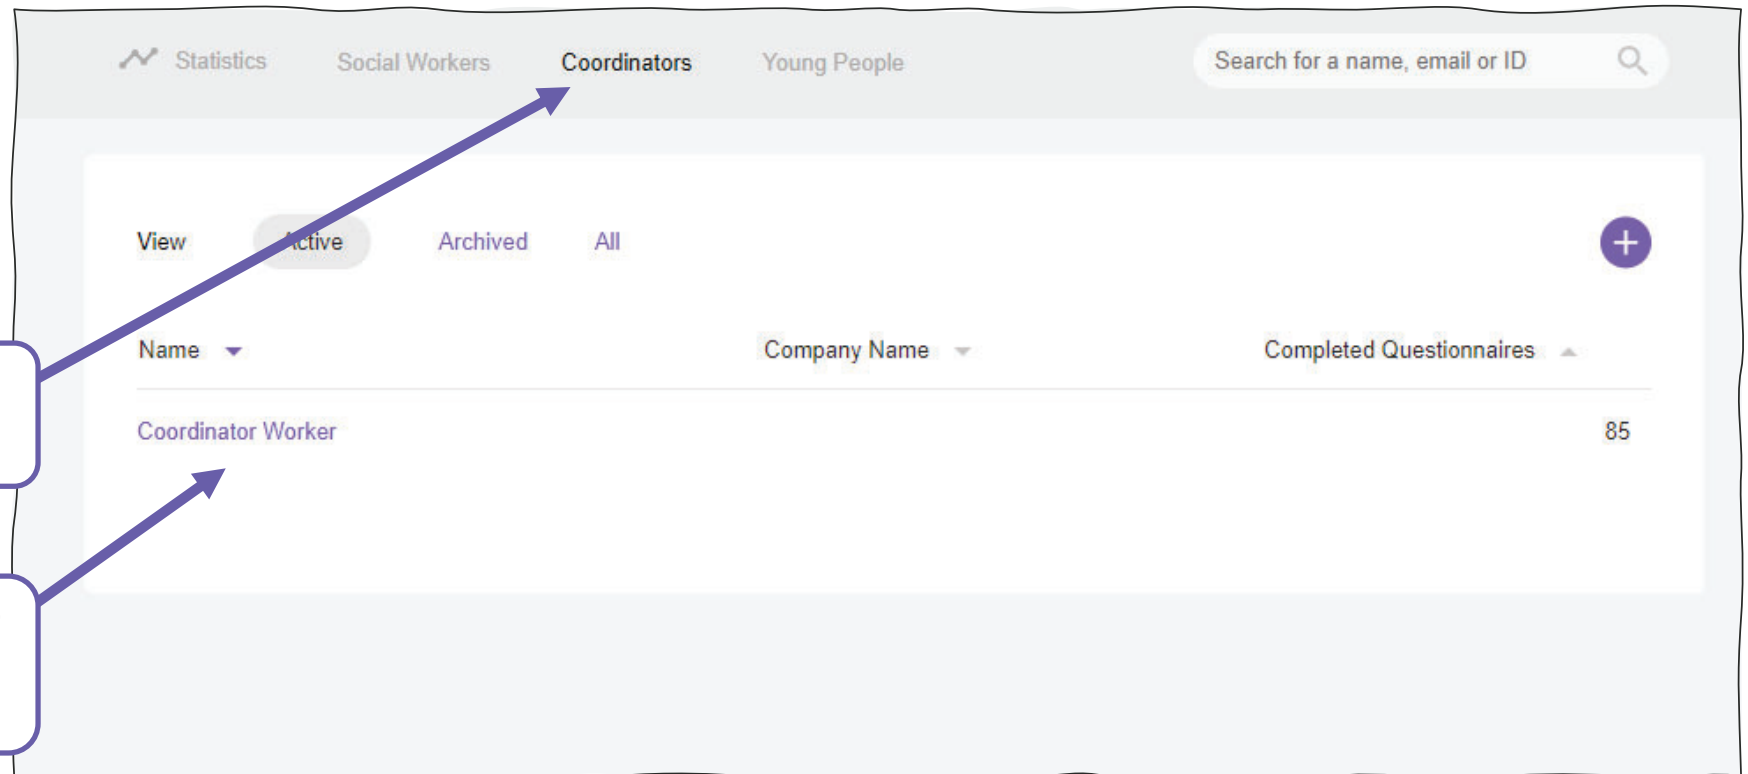 Statistics Social Workers Coordinators Young People Search for a name, email or ID
View Active Archived All
Name Company Name Completed Questionnaires
Coordinator Worker 85